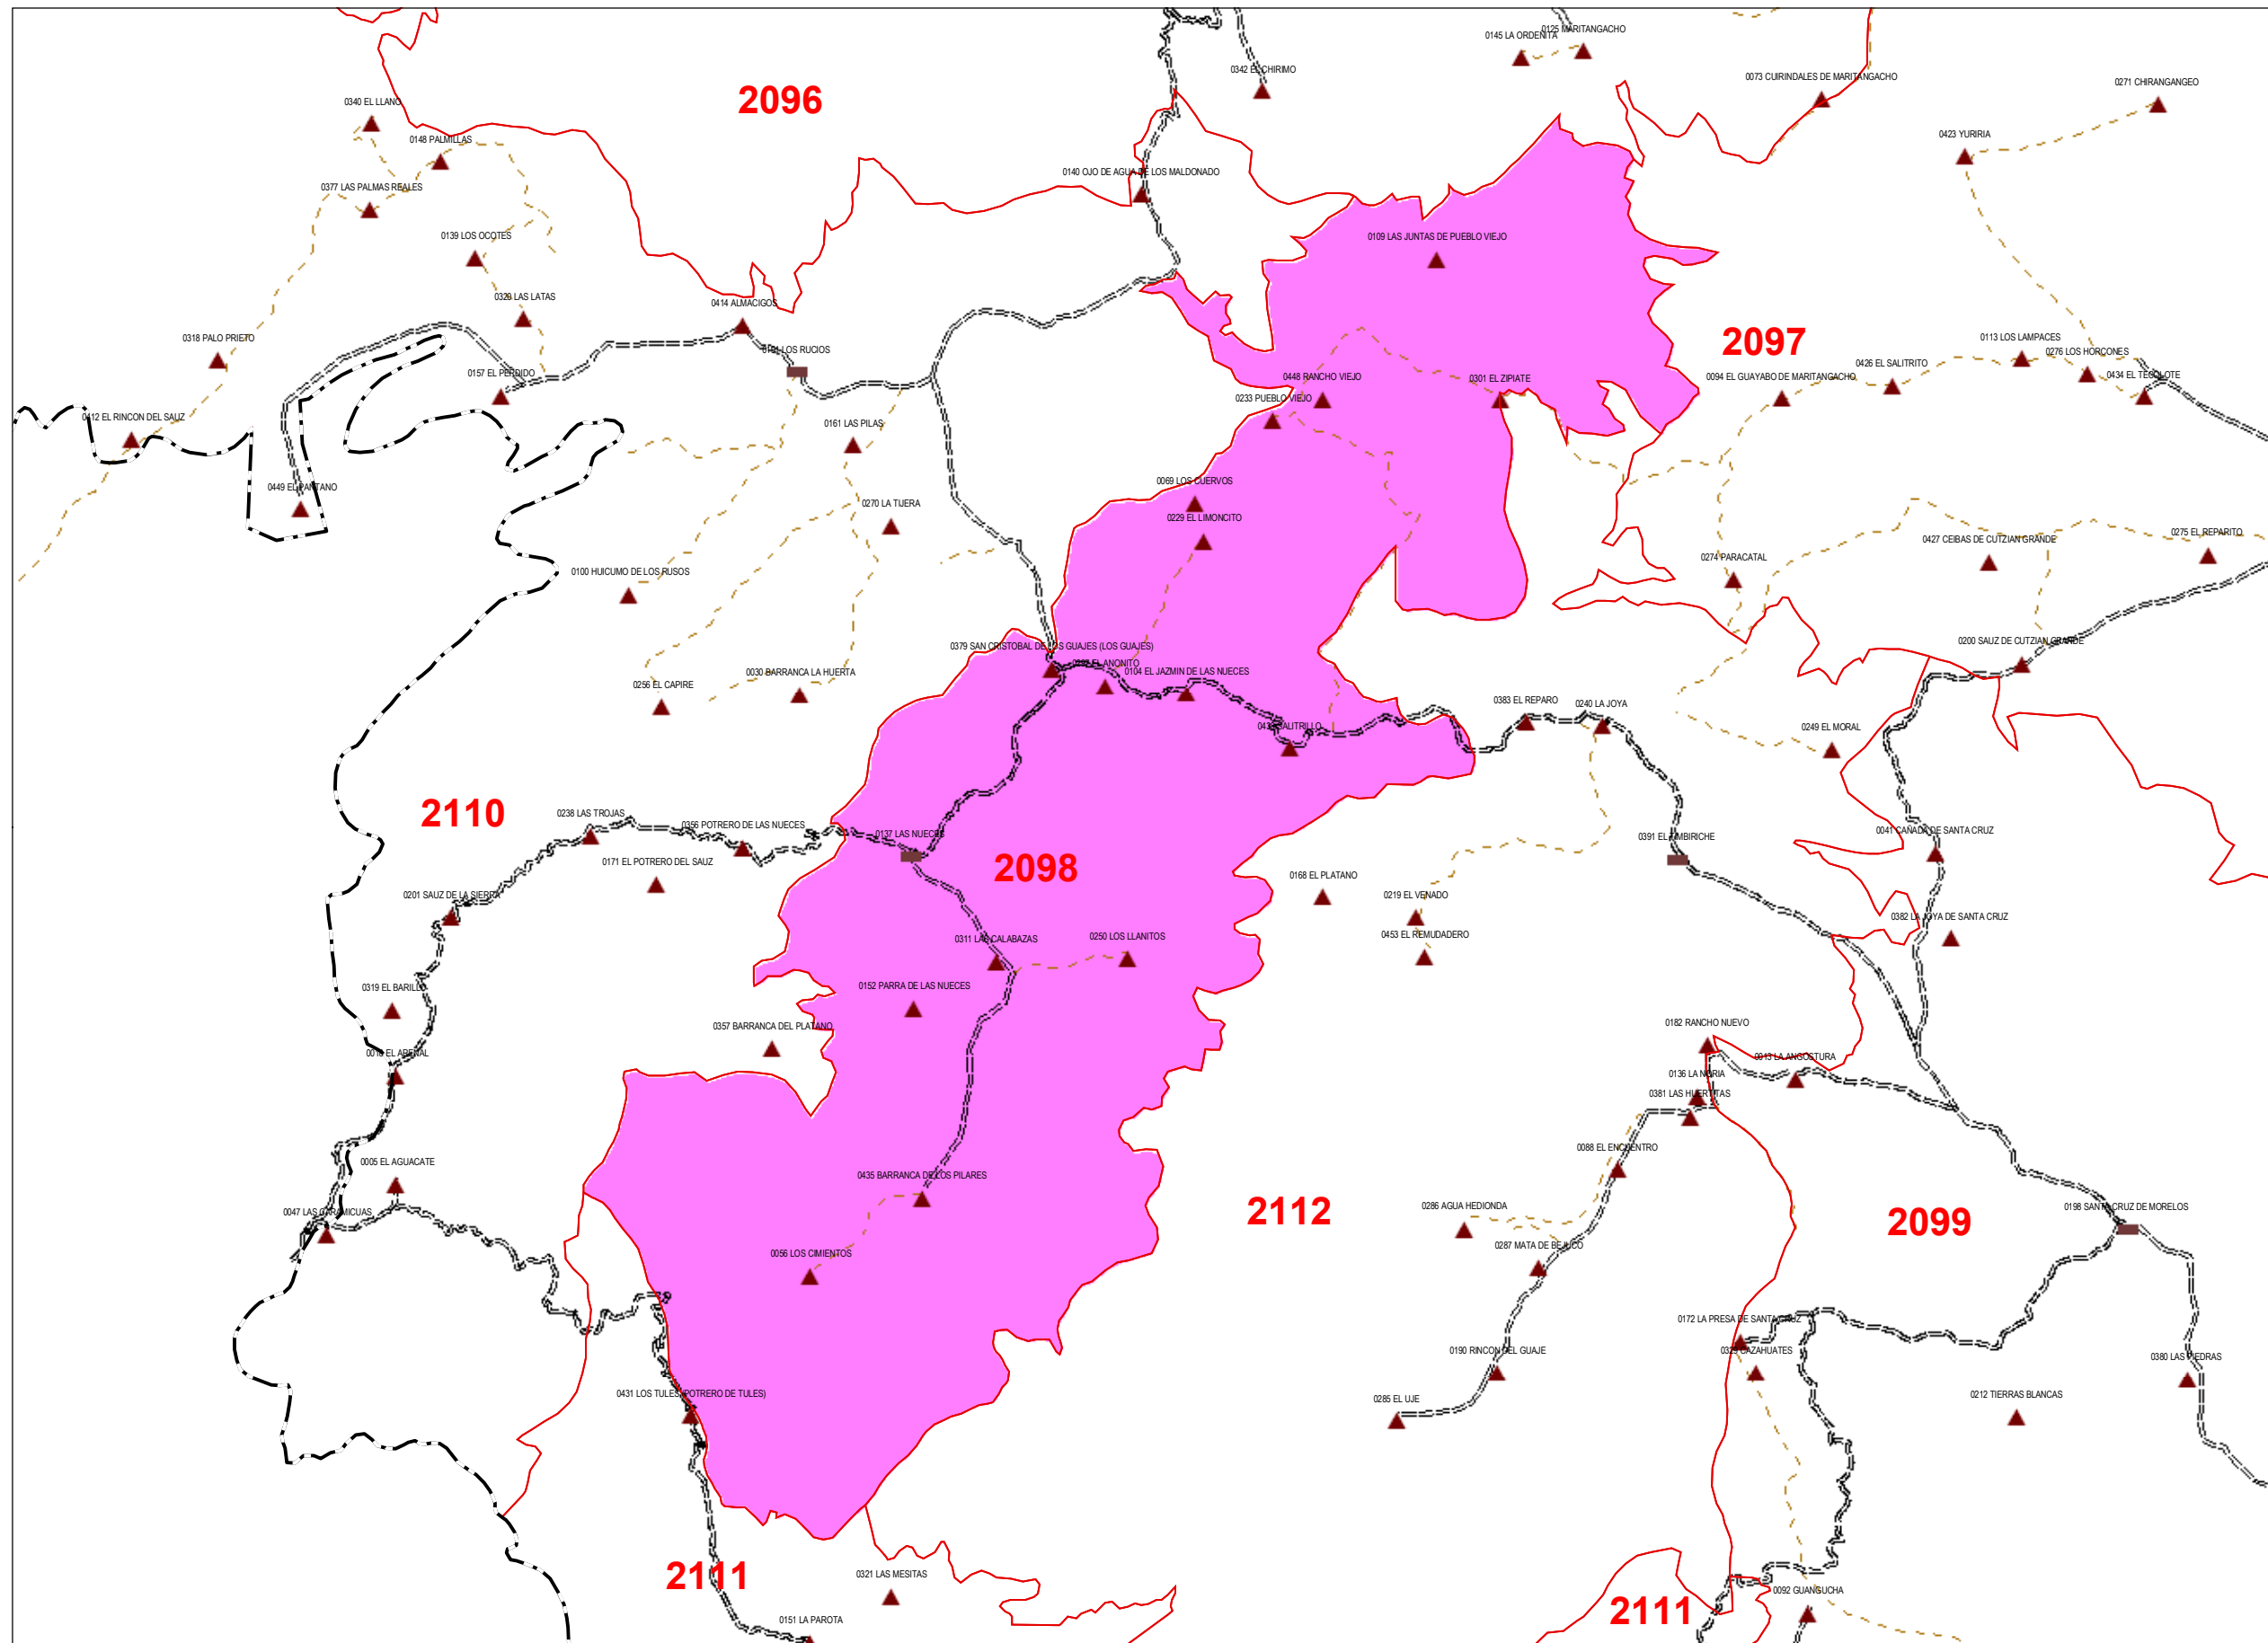 0125 MARITANGACHO
0145 LA ORDEÑITA
0342 EL CHIRIMO
0073 CUIRINDALES DE MARITANGACHO
0271 CHIRANGANGEO
2096
0340 EL LLANO
0148 PALMILLAS
0423 YURIRIA
0140 OJO DE AGUA DE LOS MALDONADO
0377 LAS PALMAS REALES
0139 LOS OCOTES
0109 LAS JUNTAS DE PUEBLO VIEJO
0320 LAS LATAS
0414 ALMACIGOS
0318 PALO PRIETO
LOS RUCIOS
2097
0113 LOS LAMPACES
0276 LOS HORCONES
0157 EL PERDIDO
0448 RANCHO VIEJO
0301 EL ZIPIATE
0426 EL SALITRITO
0094 EL GUAYABO DE MARITANGACHO
0434 EL TECOLOTE
0233 PUEBLO VIEJO
0412 EL RINCON DEL SAUZ
0161 LAS PILAS
0449 EL PANTANO
0069 LOS CUERVOS
0270 LA TIJERA
0229 EL LIMONCITO
0275 EL REPARITO
0427 CEIBAS DE CUTZIAN GRANDE
0274 PARACATAL
0100 HUICUMO DE LOS RUSOS
0200 SAUZ DE CUTZIAN GRANDE
0379 SAN CRISTOBAL DE LOS GUAJES (LOS GUAJES)
EL ANONITO
0104 EL JAZMIN DE LAS NUECES
0030 BARRANCA LA HUERTA
0256 EL CAPIRE
0383 EL REPARO
0240 LA JOYA
SALITRILLO
0249 EL MORAL
2110
0238 LAS TROJAS
0356 POTRERO DE LAS NUECES
0137 LAS NUECES
0391 EL TIMBIRICHE
0041 CAÑADA DE SANTA CRUZ
2098
0171 EL POTRERO DEL SAUZ
0168 EL PLATANO
0201 SAUZ DE LA SIERRA
0219 EL VENADO
0382 LA JOYA DE SANTA CRUZ
0311 LAS CALABAZAS
0250 LOS LLANITOS
0453 EL REMUDADERO
0319 EL BARILLO
0152 PARRA DE LAS NUECES
0357 BARRANCA DEL PLATANO
0182 RANCHO NUEVO
EL ARENAL
0013 LA ANGOSTURA
0136 LA NORIA
0381 LAS HUERTITAS
0088 EL ENCUENTRO
0005 EL AGUACATE
0435 BARRANCA DE LOS PILARES
0047 LAS CARAMICUAS
2112
0286 AGUA HEDIONDA
2099
0198 SANTA CRUZ DE MORELOS
0287 MATA DE BEJUCO
0056 LOS CIMIENTOS
0172 LA PRESA DE SANTA CRUZ
0190 RINCON DEL GUAJE
CAZAHUATES
0380 LAS PIEDRAS
0431 LOS TULES (POTRERO DE TULES)
0285 EL UJE
0212 TIERRAS BLANCAS
2111
0321 LAS MESITAS
0092 GUANGUCHA
2111
0151 LA PAROTA